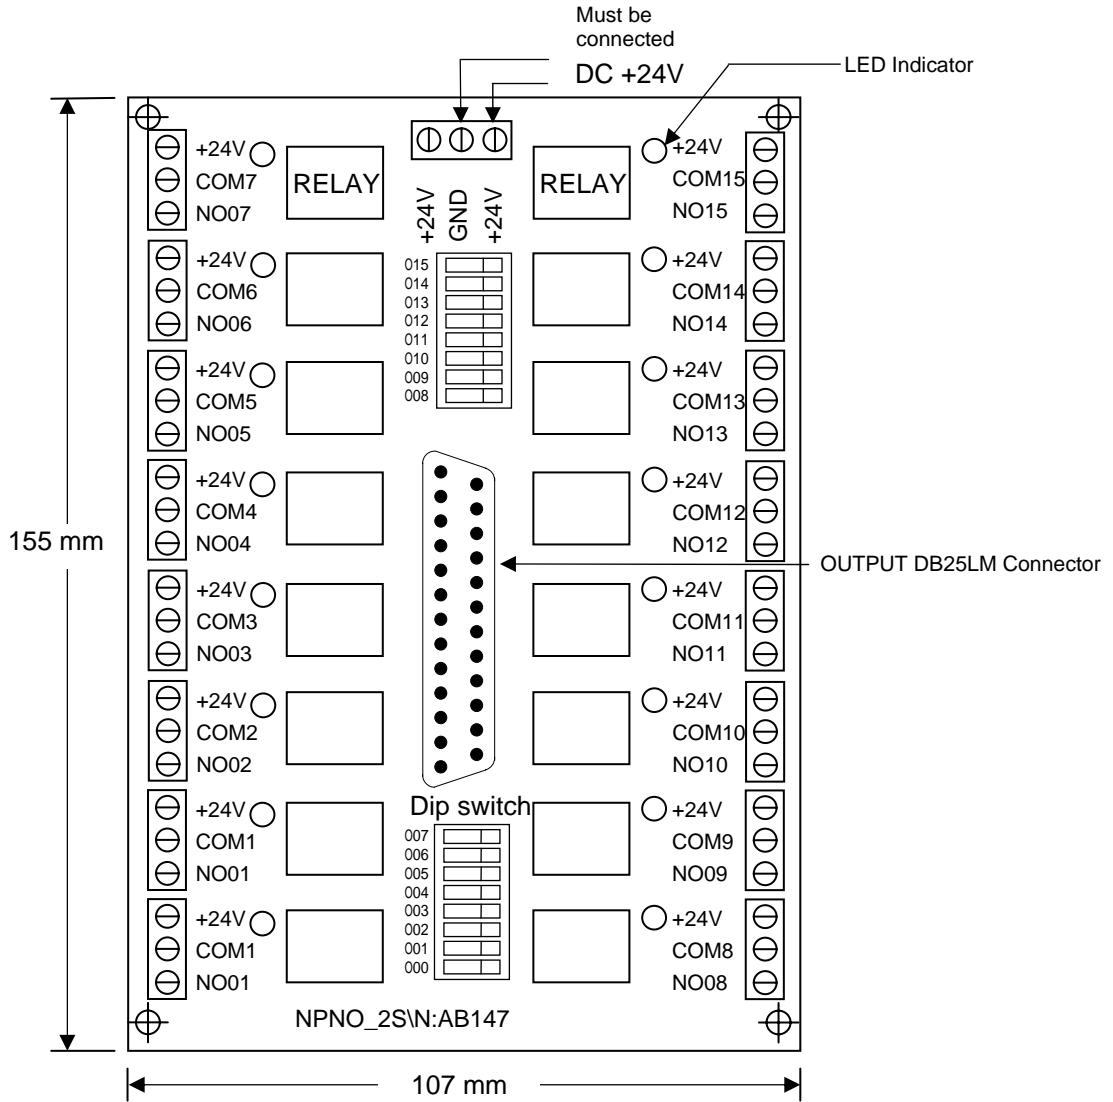 Must be
connected
DC +24V
LED Indicator
+24V
COM7
NO07
RELAY
+24V
GND
+24V
RELAY
+24V
COM15
NO15
+24V
COM6
NO06
015
014
013
012
011
010
009
008
+24V
COM14
NO14
+24V
COM5
NO05
+24V
COM13
NO13
+24V
COM4
NO04
+24V
COM12
NO12
155 mm
OUTPUT DB25LM Connector
+24V
COM3
NO03
+24V
COM11
NO11
+24V
COM2
NO02
+24V
COM10
NO10
Dip switch
+24V
COM1
NO01
007
006
005
004
003
002
001
000
+24V
COM9
NO09
+24V
COM1
NO01
+24V
COM8
NO08
NPNO_2S\N:AB147
107 mm